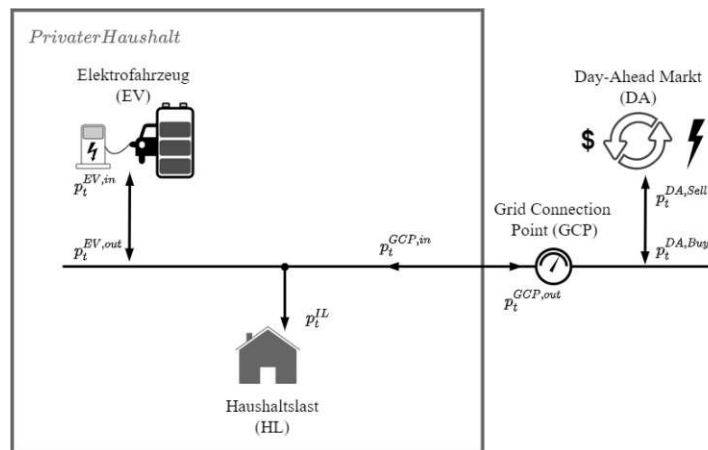 PrivaterHaushalt
Elektrofahrzeug
(EV)
Day-Ahead Markt
(DA)
$
p_t^{EV,in}
p_t^{DA,Sell}
Grid Connection
Point (GCP)
p_t^{EV,out}
p_t^{GCP,in}
p_t^{DA,Buy}
p_t^{GCP,out}
p_t^{IL}
Haushaltslast
(HL)